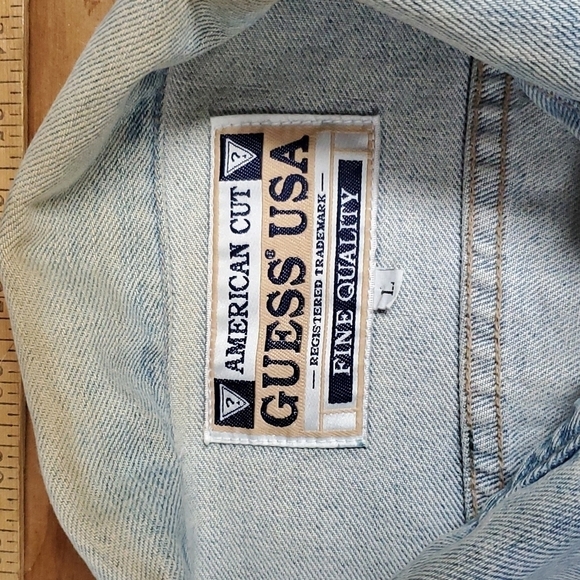 ? AMERICAN CUT ?
GUESS® USA
— REGISTERED TRADEMARK —
FINE QUALITY
L